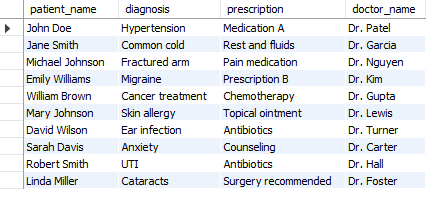 patient_name diagnosis prescription doctor_name
John Doe Hypertension Medication A Dr. Patel
Jane Smith Common cold Rest and fluids Dr. Garcia
Michael Johnson Fractured arm Pain medication Dr. Nguyen
Emily Williams Migraine Prescription B Dr. Kim
William Brown Cancer treatment Chemotherapy Dr. Gupta
Mary Johnson Skin allergy Topical ointment Dr. Lewis
David Wilson Ear infection Antibiotics Dr. Turner
Sarah Davis Anxiety Counseling Dr. Carter
Robert Smith UTI Antibiotics Dr. Hall
Linda Miller Cataracts Surgery recommended Dr. Foster